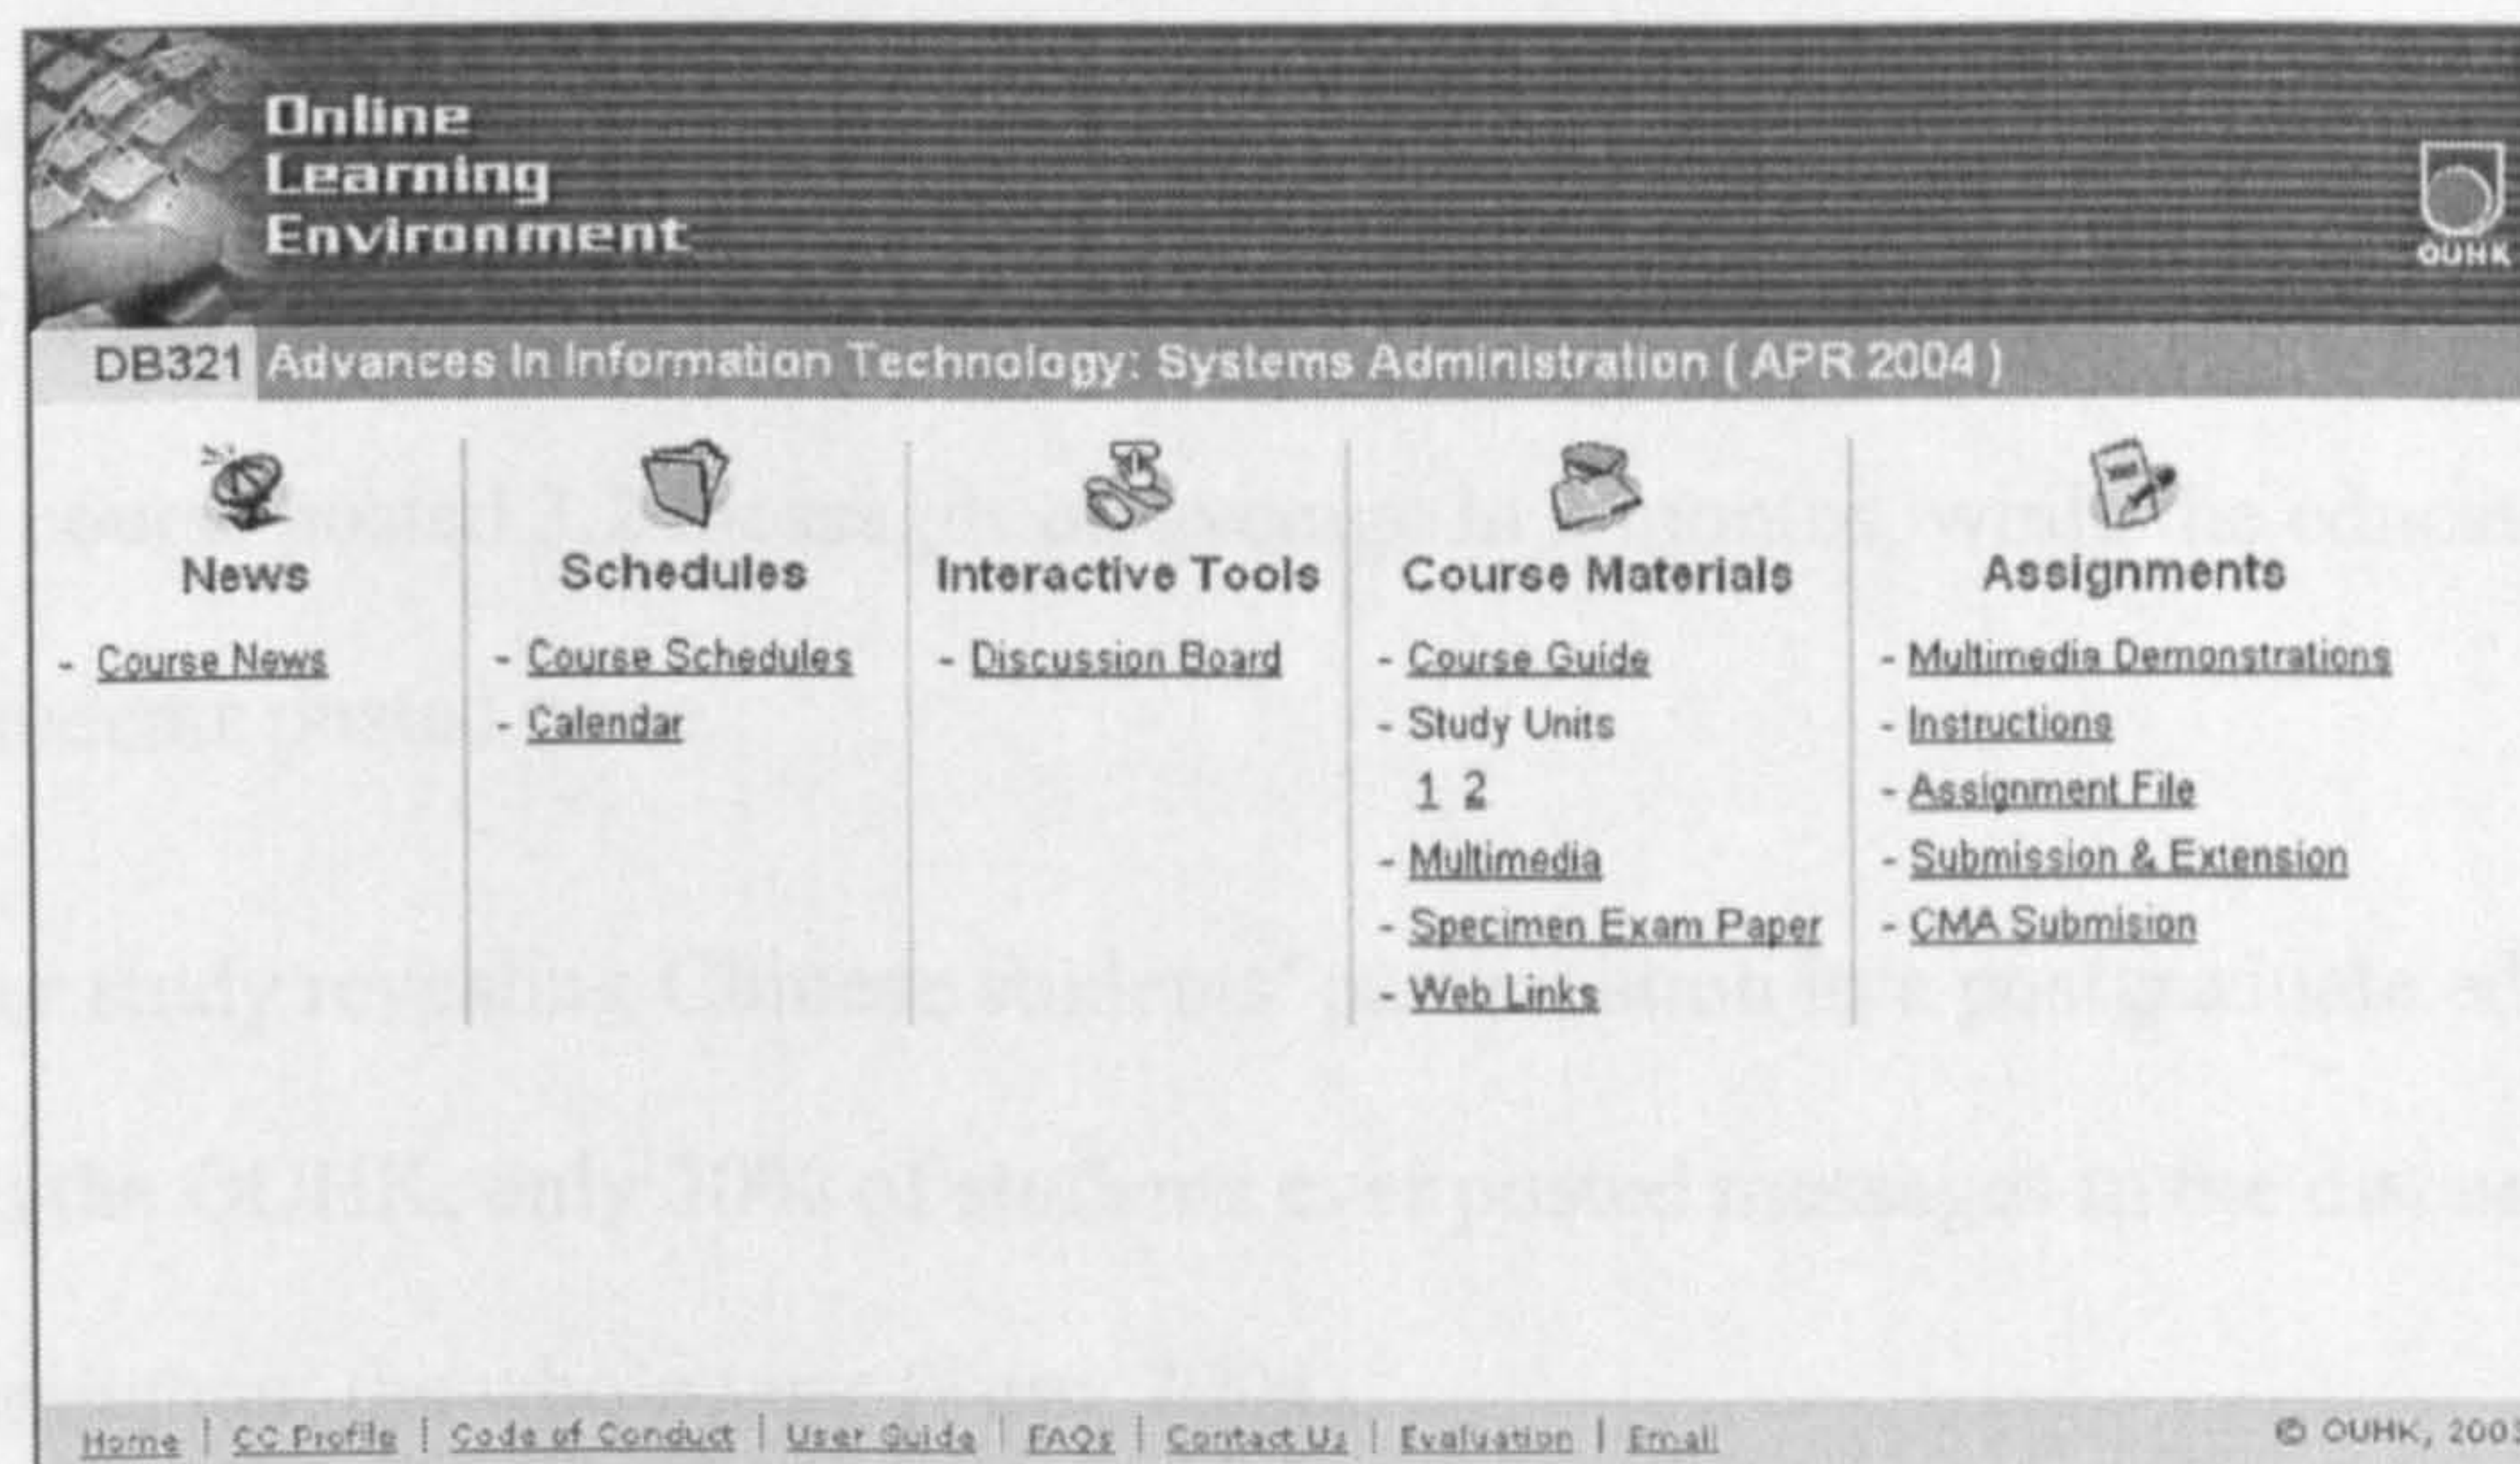 Online
Learning
Environment
OUHK
DB321 Advances In Information Technology: Systems Administration ( APR 2004 )
News
- Course News
Schedules
- Course Schedules
- Calendar
Interactive Tools
- Discussion Board
Course Materials
- Course Guide
- Study Units
1 2
- Multimedia
- Specimen Exam Paper
- Web Links
Assignments
- Multimedia Demonstrations
- Instructions
- Assignment File
- Submission & Extension
- CMA Submision
Home | CC Profile | Code of Conduct | User Guide | FAQs | Contact Us | Evaluation | Email
© OUHK, 2003